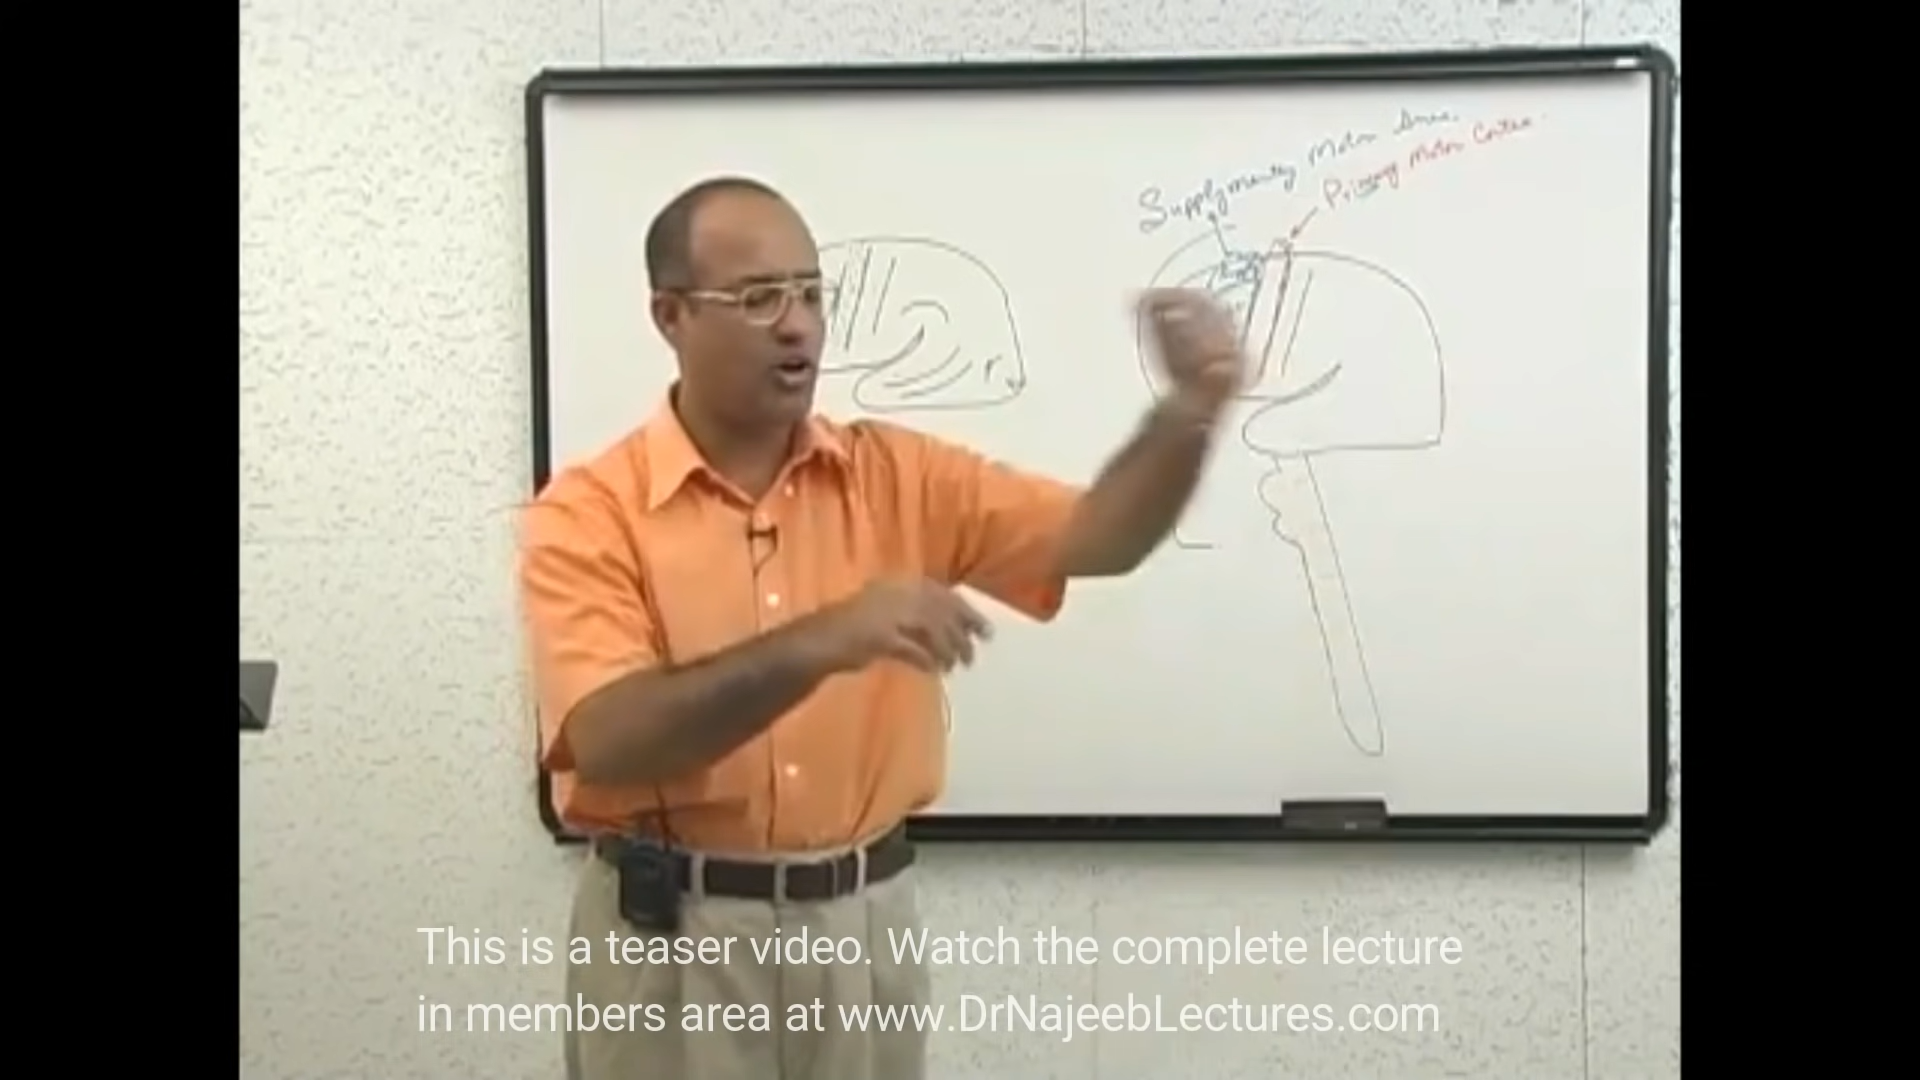 Supplymentry Motor Area.
Primary Motor Cortex.
This is a teaser video. Watch the complete lecture
in members area at www.DrNajeebLectures.com